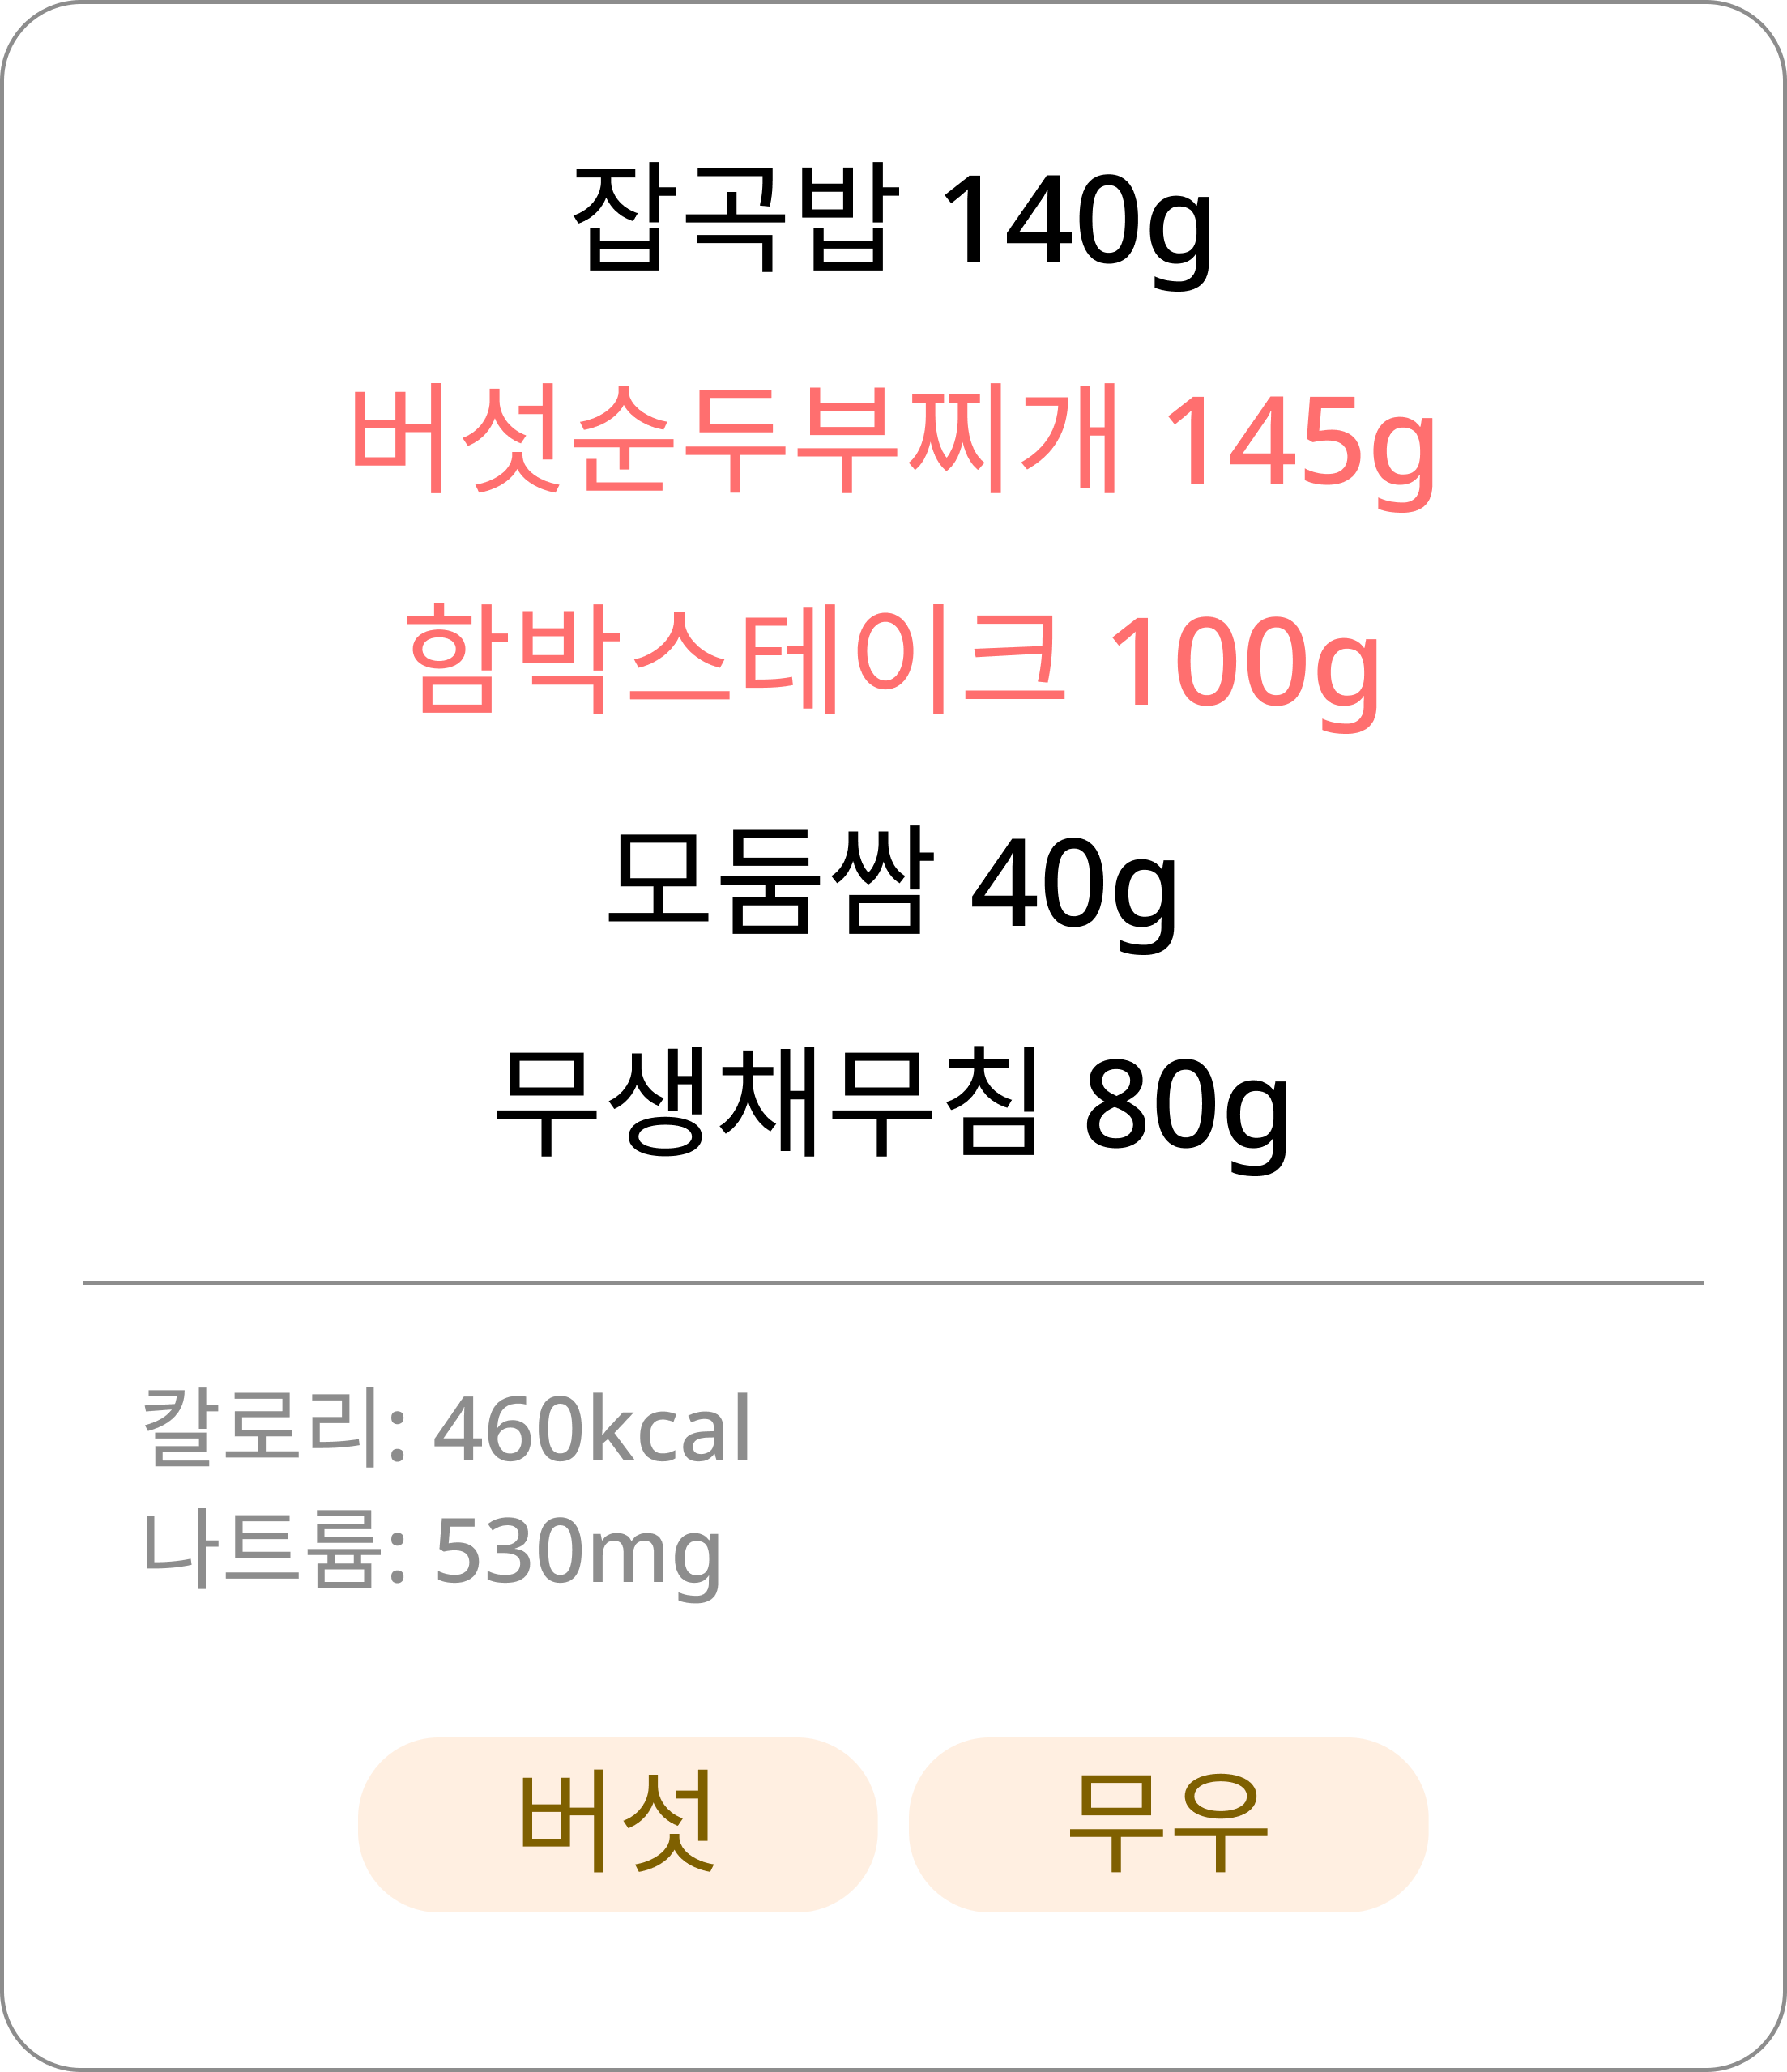 잡곡밥 140g
버섯순두부찌개 145g
함박스테이크 100g
모둠쌈 40g
무생채무침 80g
칼로리: 460kcal
나트륨: 530mg
버섯 무우